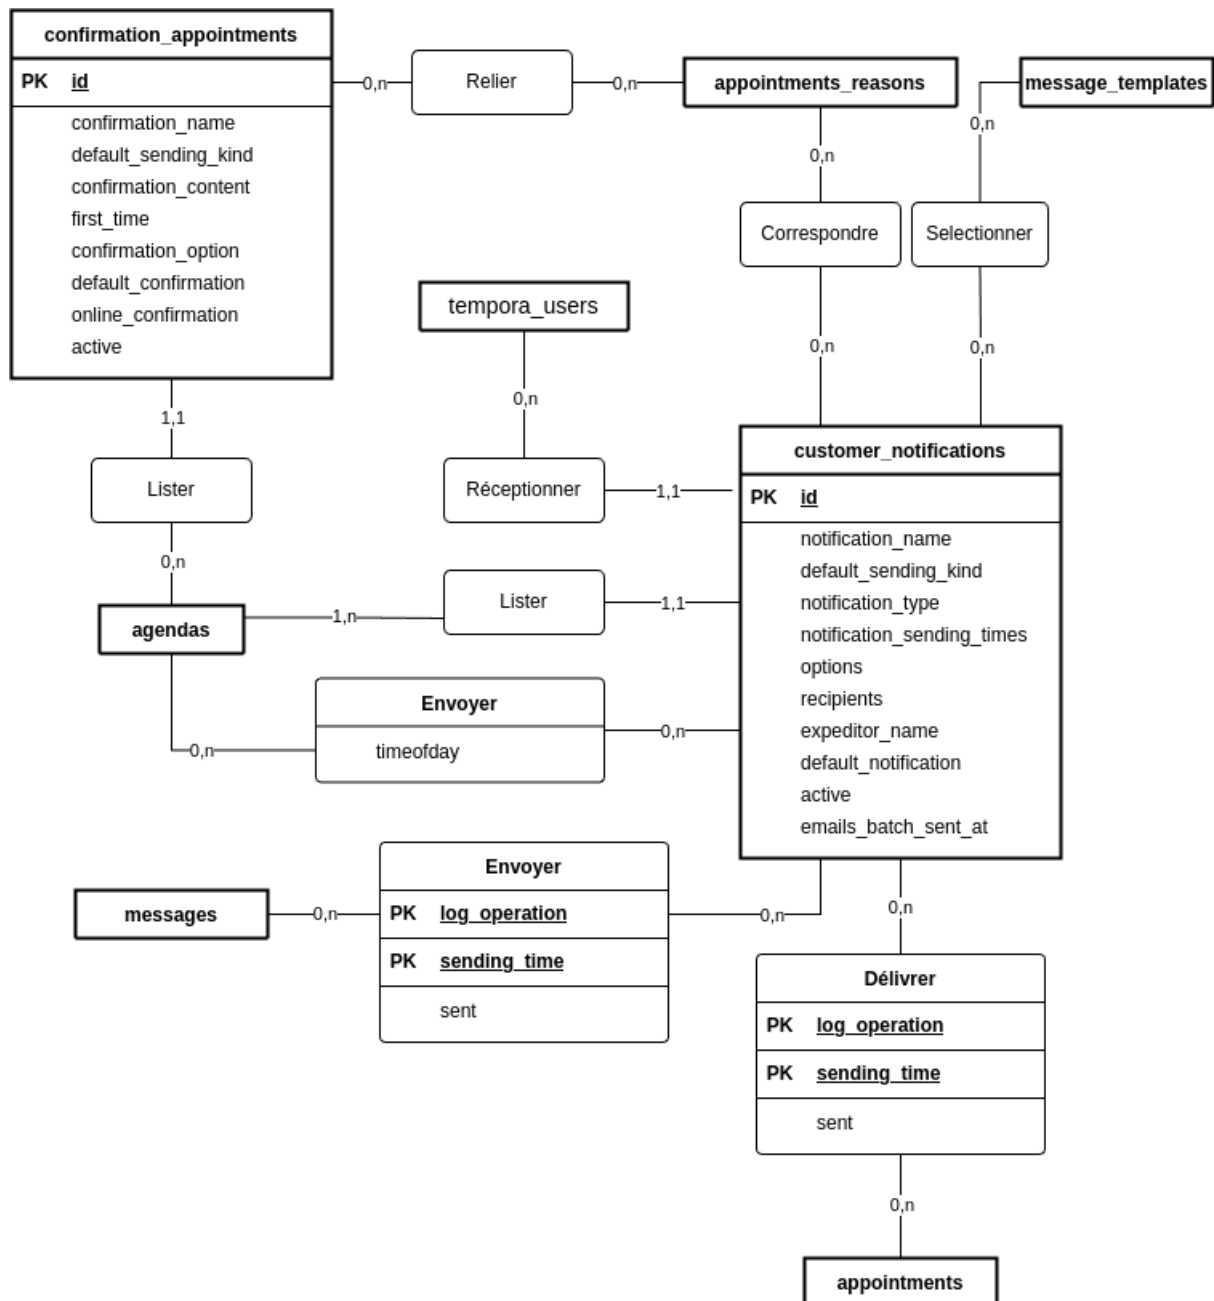 confirmation_appointments
PK id
confirmation_name
default_sending_kind
confirmation_content
first_time
confirmation_option
default_confirmation
online_confirmation
active
0,n
Relier
0,n
appointments_reasons
message_templates
0,n
0,n
Correspondre
Selectionner
0,n
0,n
tempora_users
0,n
Réceptionner
1,1
1,1
Lister
0,n
agendas
1,n
Lister
1,1
0,n
Envoyer
timeofday
0,n
customer_notifications
PK id
notification_name
default_sending_kind
notification_type
notification_sending_times
options
recipients
expeditor_name
default_notification
active
emails_batch_sent_at
messages
0,n
Envoyer
PK log_operation
PK sending_time
sent
0,n
0,n
Délivrer
PK log_operation
PK sending_time
sent
0,n
appointments